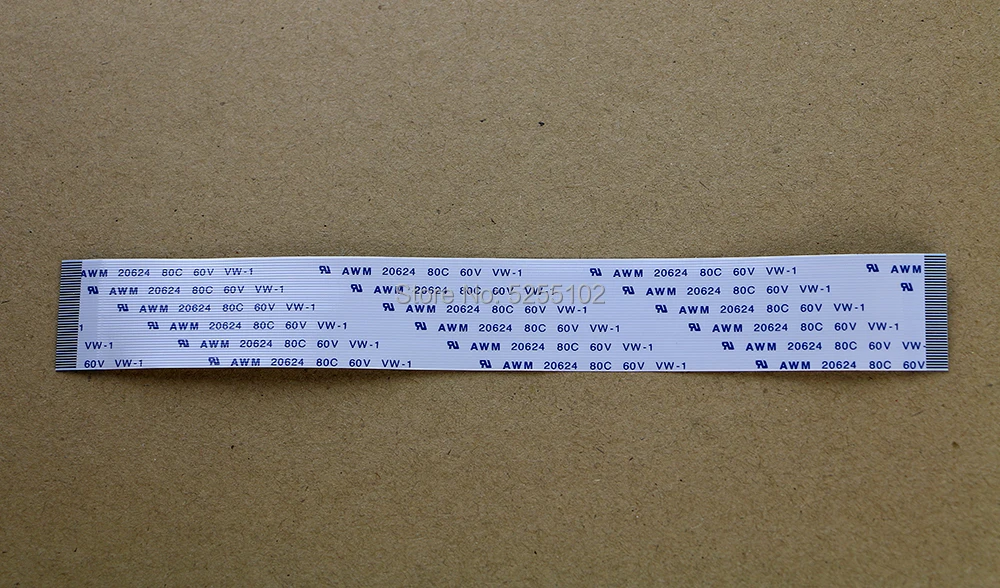 AWM 20624 80C 60V VW-1 AWM 20624 80C 60V VW-1 AWM 20624 80C 60V VW-1 AWM
AWM 20624 80C 60V VW-1 AWM 20624 80C 60V VW-1 AWM 20624 80C 60V VW-1
Store No: 5255102
AWM 20624 80C 60V VW-1 AWM 20624 80C 60V VW-1 AWM 20624 80C 60V VW-1
1 AWM 20624 80C 60V VW-1 AWM 20624 80C 60V VW-1 AWM 20624 80C 60V VW-1
VW-1 AWM 20624 80C 60V VW-1 AWM 20624 80C 60V VW-1 AWM 20624 80C 60V VW-
60V VW-1 AWM 20624 80C 60V VW-1 AWM 20624 80C 60V VW-1 AWM 20624 80C 60V